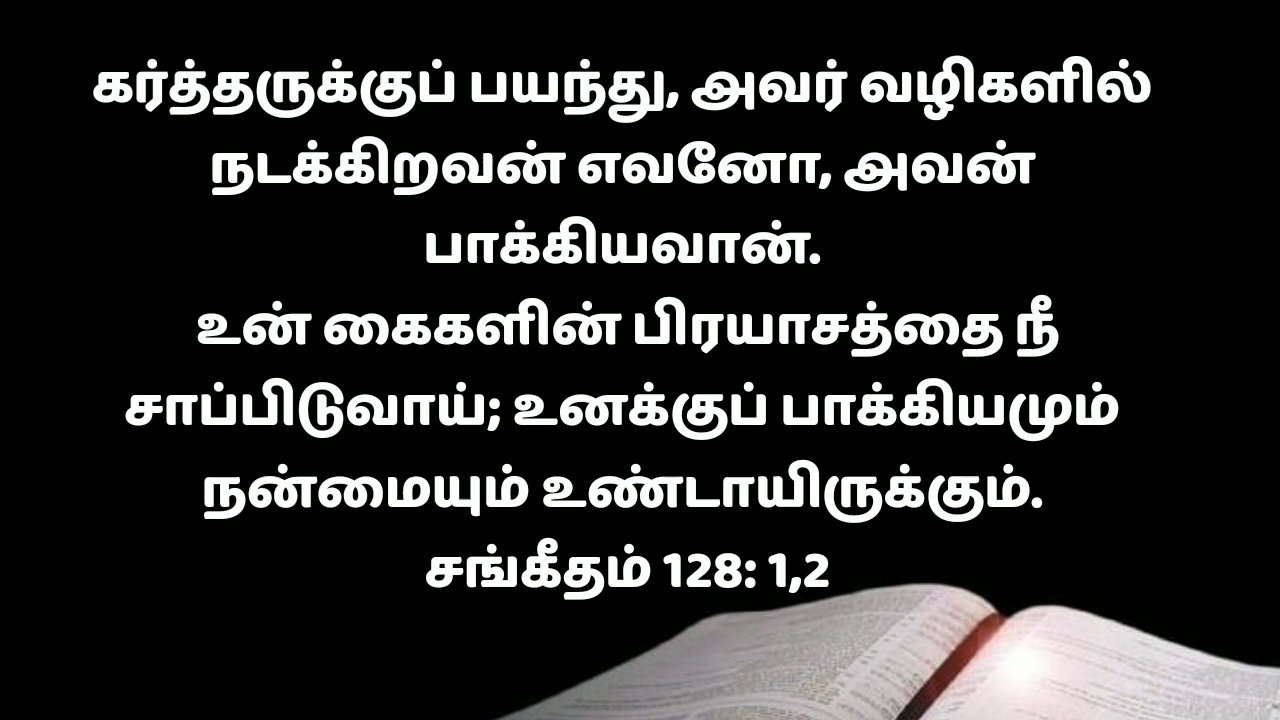 கர்த்தருக்குப் பயந்து, அவர் வழிகளில்
நடக்கிறவன் எவனோ, அவன்
பாக்கியவான்.
உன் கைகளின் பிரயாசத்தை நீ
சாப்பிடுவாய்; உனக்குப் பாக்கியமும்
நன்மையும் உண்டாயிருக்கும்.
சங்கீதம் 128: 1,2